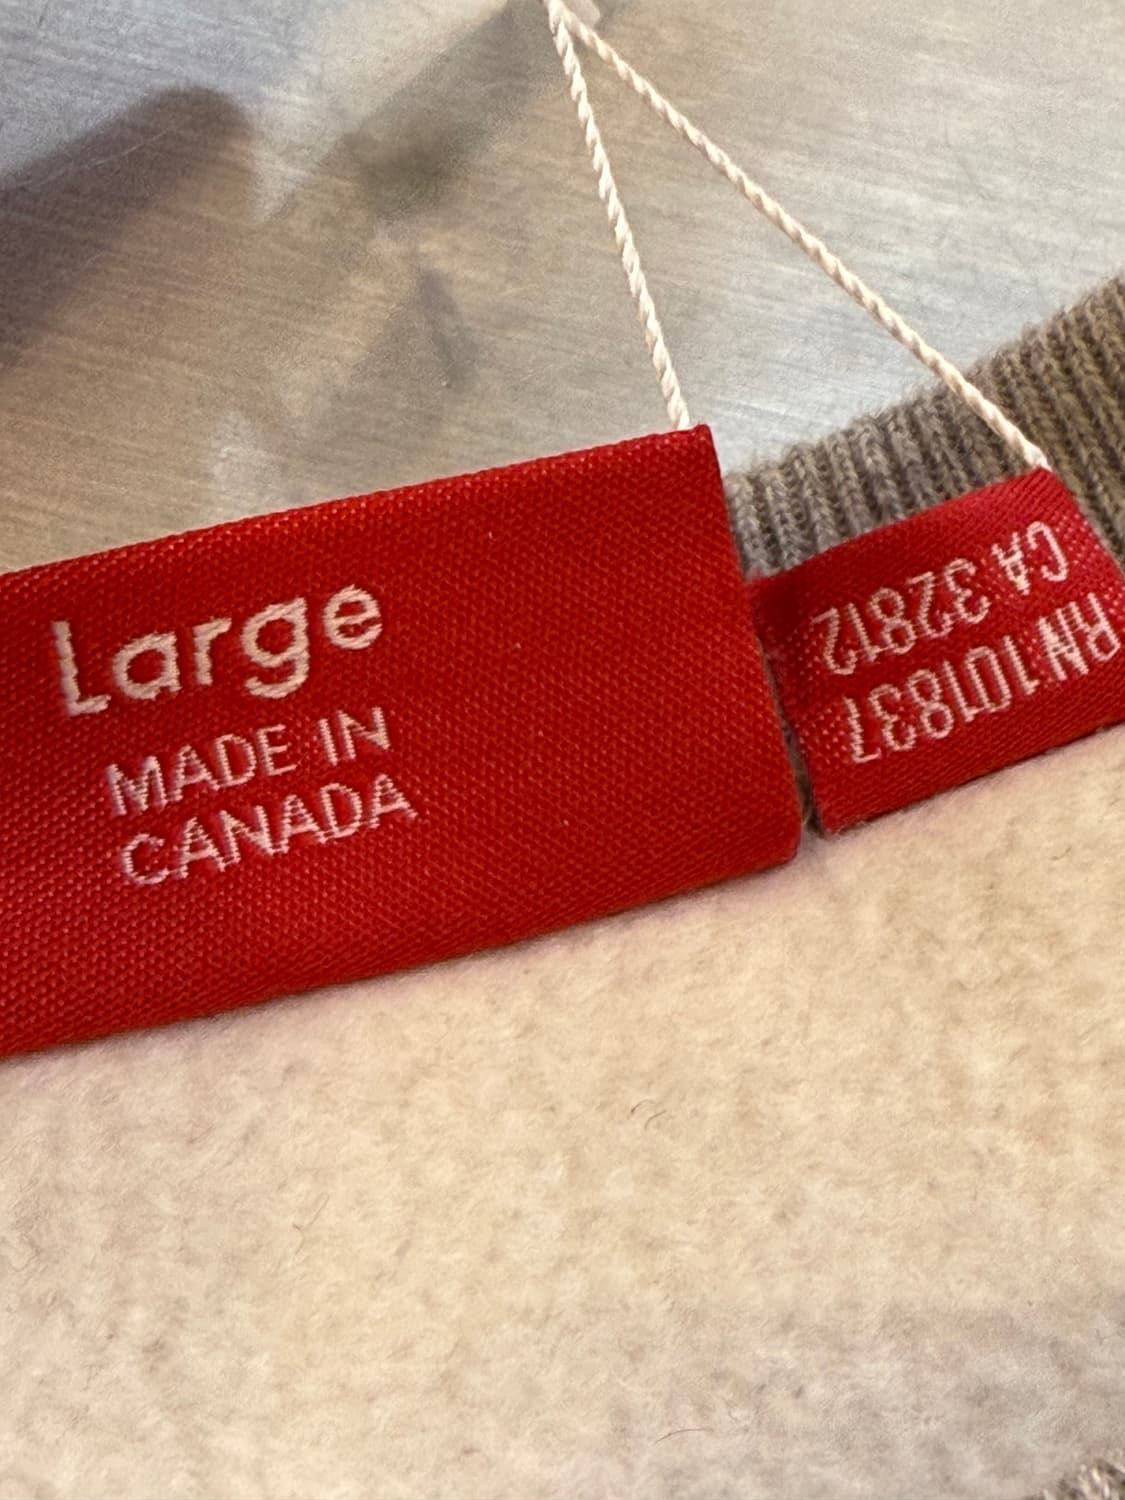 Large
MADE IN
CANADA
RN 101837
CA 32812